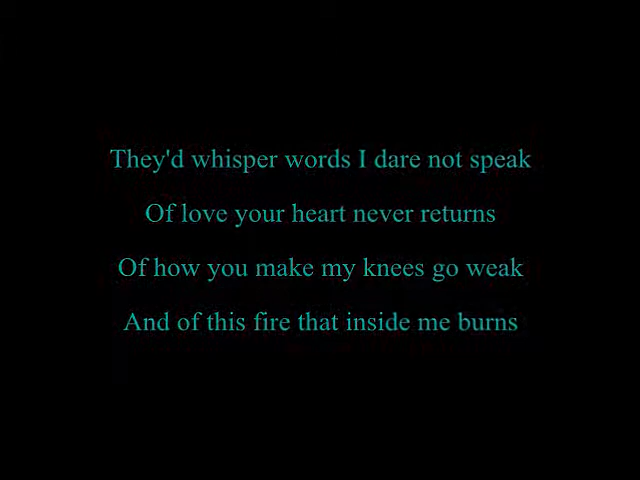 They'd whisper words I dare not speak
Of love your heart never returns
Of how you make my knees go weak
And of this fire that inside me burns